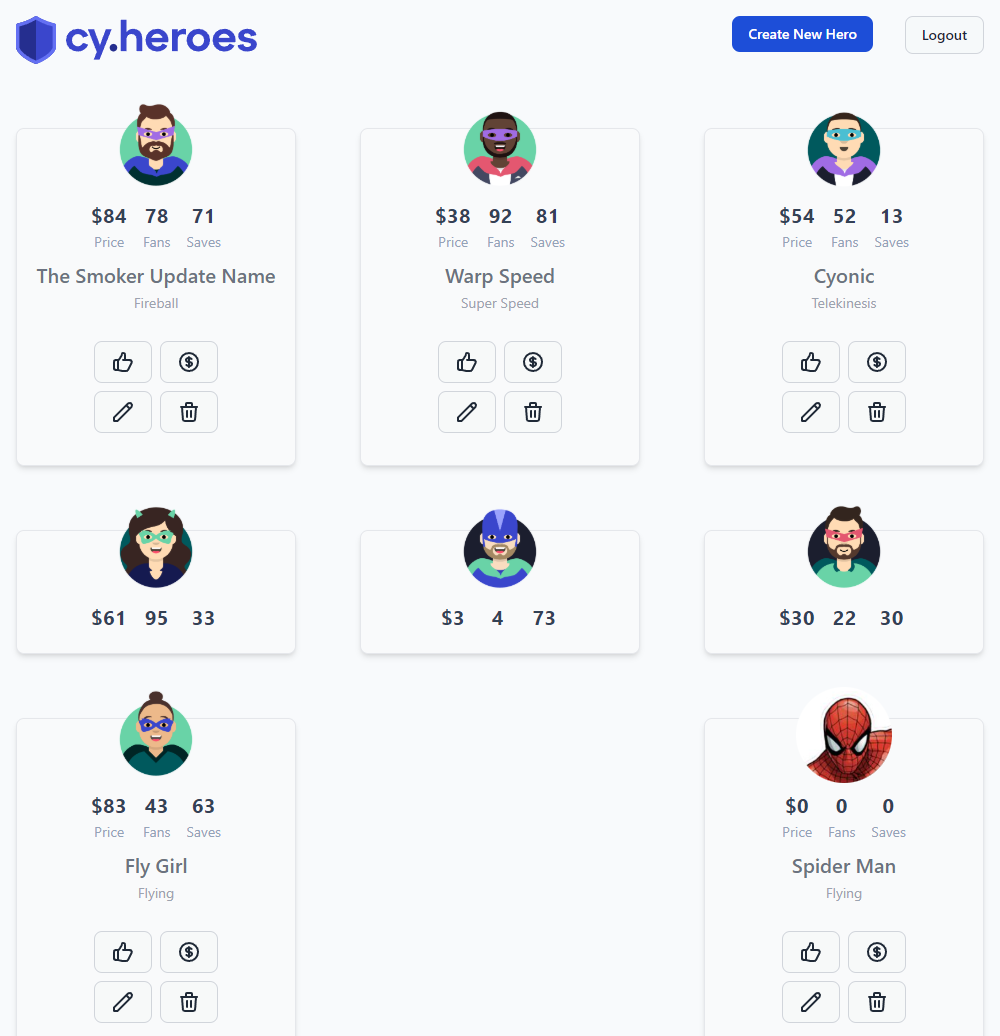 cy.heroes
Create New Hero
Logout
$84 78 71
Price Fans Saves
The Smoker Update Name
Fireball
$38 92 81
Price Fans Saves
Warp Speed
Super Speed
$54 52 13
Price Fans Saves
Cyonic
Telekinesis
$61 95 33
$3 4 73
$30 22 30
$83 43 63
Price Fans Saves
Fly Girl
Flying
$0 0 0
Price Fans Saves
Spider Man
Flying